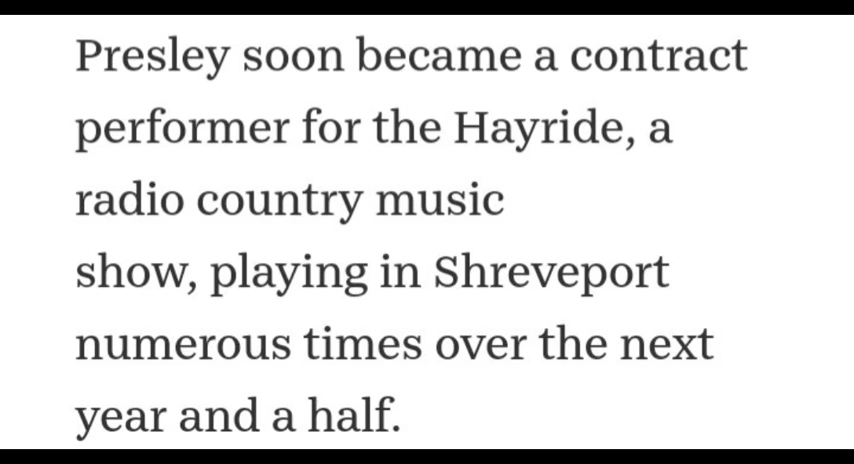 Presley soon became a contract
performer for the Hayride, a
radio country music
show, playing in Shreveport
numerous times over the next
year and a half.